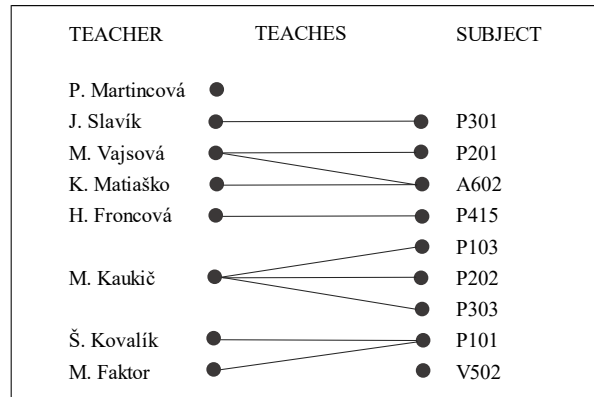 TEACHER TEACHES SUBJECT
P. Martincová
J. Slavík P301
M. Vajsová P201
K. Matiaško A602
H. Froncová P415
P103
M. Kaukič P202
P303
Š. Kovalík P101
M. Faktor V502